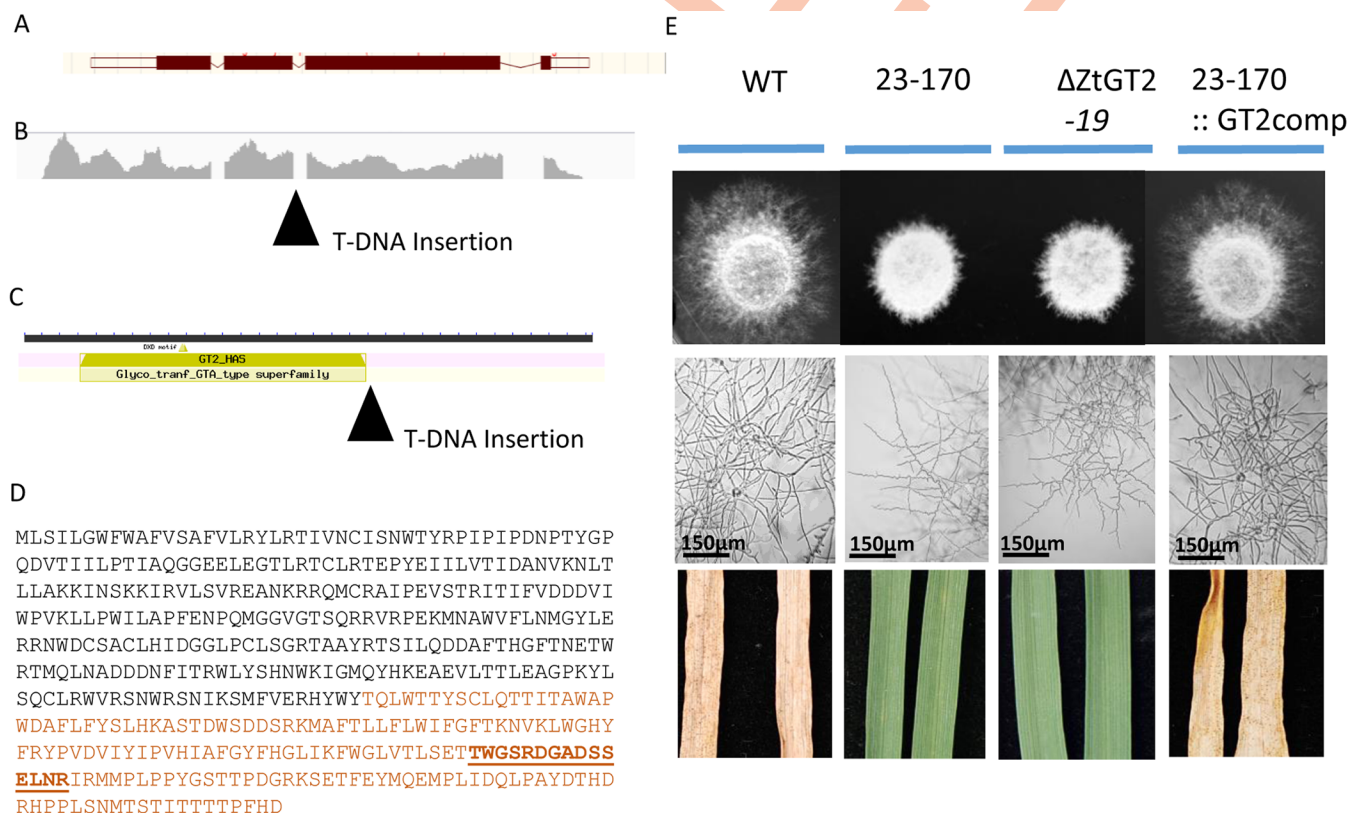 A
B
T-DNA Insertion
C
DXD motif
GT2_HAS
Glyco_tranf_GTA_type superfamily
T-DNA Insertion
D
MLSILGWFWAFVSAFVLRYLRTIVNCISNWTYRPIPIPDNPTYGP
QDVTIILPTIAQGGEELEGTLRTCLRTEPYEIILVTIDANVKNLT
LLAKKINSKKIRVLSVREANKRRQMCRAIPEVSTRITIFVDDDVI
WPVKLLPWILAPFENPQMGGVGTSQRRVRPEKMNAWVFLNMGYLE
RRNWDCSACLHIDGGLPCLSGRTAAYRTSILQDDAFTHGFTNETW
RTMQLNADDDNFITRWLYSHNWKIGMQYHKEAEVLTTLEAGPKYL
SQCLRWVRSNWRSNIKSMFVERHYWYTQLWTTYSCLQTTITAWAP
WDAFLFYSLHKASTDWSDDSRKMAFTLLFLWIFGFTKNVKLWGHY
FRYPVDVIYIPVHIAFGYFHGLIKFWGLVTLSETTWGSRDGADSS
ELNRIRMMPLPPYGSTTPDGRKSETFEYMQEMPLIDQLPAYDTHD
RHPPLSNMTSTITTTTPFHD
E
WT
23-170
ΔZtGT2
-19
23-170
:: GT2comp
150µm
150µm
150µm
150µm